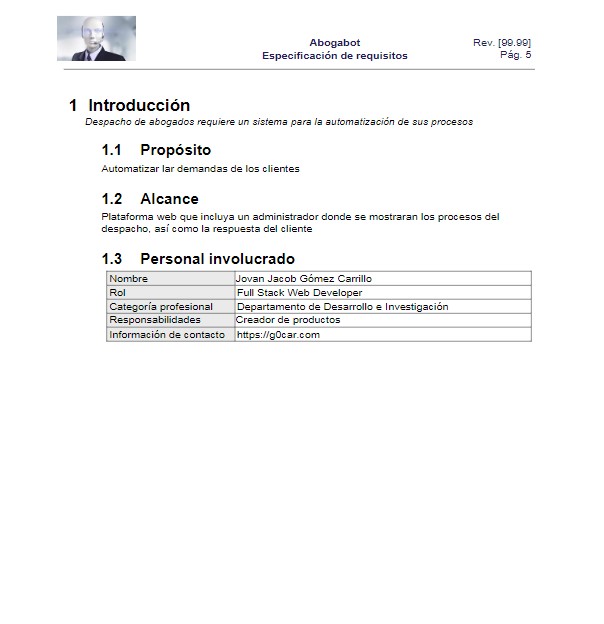 Abogabot
Rev. [99.99]
Especificación de requisitos
Pág. 5
1 Introducción
Despacho de abogados requiere un sistema para la automatización de sus procesos
1.1 Propósito
Automatizar lar demandas de los clientes
1.2 Alcance
Plataforma web que incluya un administrador donde se mostraran los procesos del
despacho, así como la respuesta del cliente
1.3 Personal involucrado
Nombre Jovan Jacob Gómez Carrillo
Rol Full Stack Web Developer
Categoría profesional Departamento de Desarrollo e Investigación
Responsabilidades Creador de productos
Información de contacto https://g0car.com